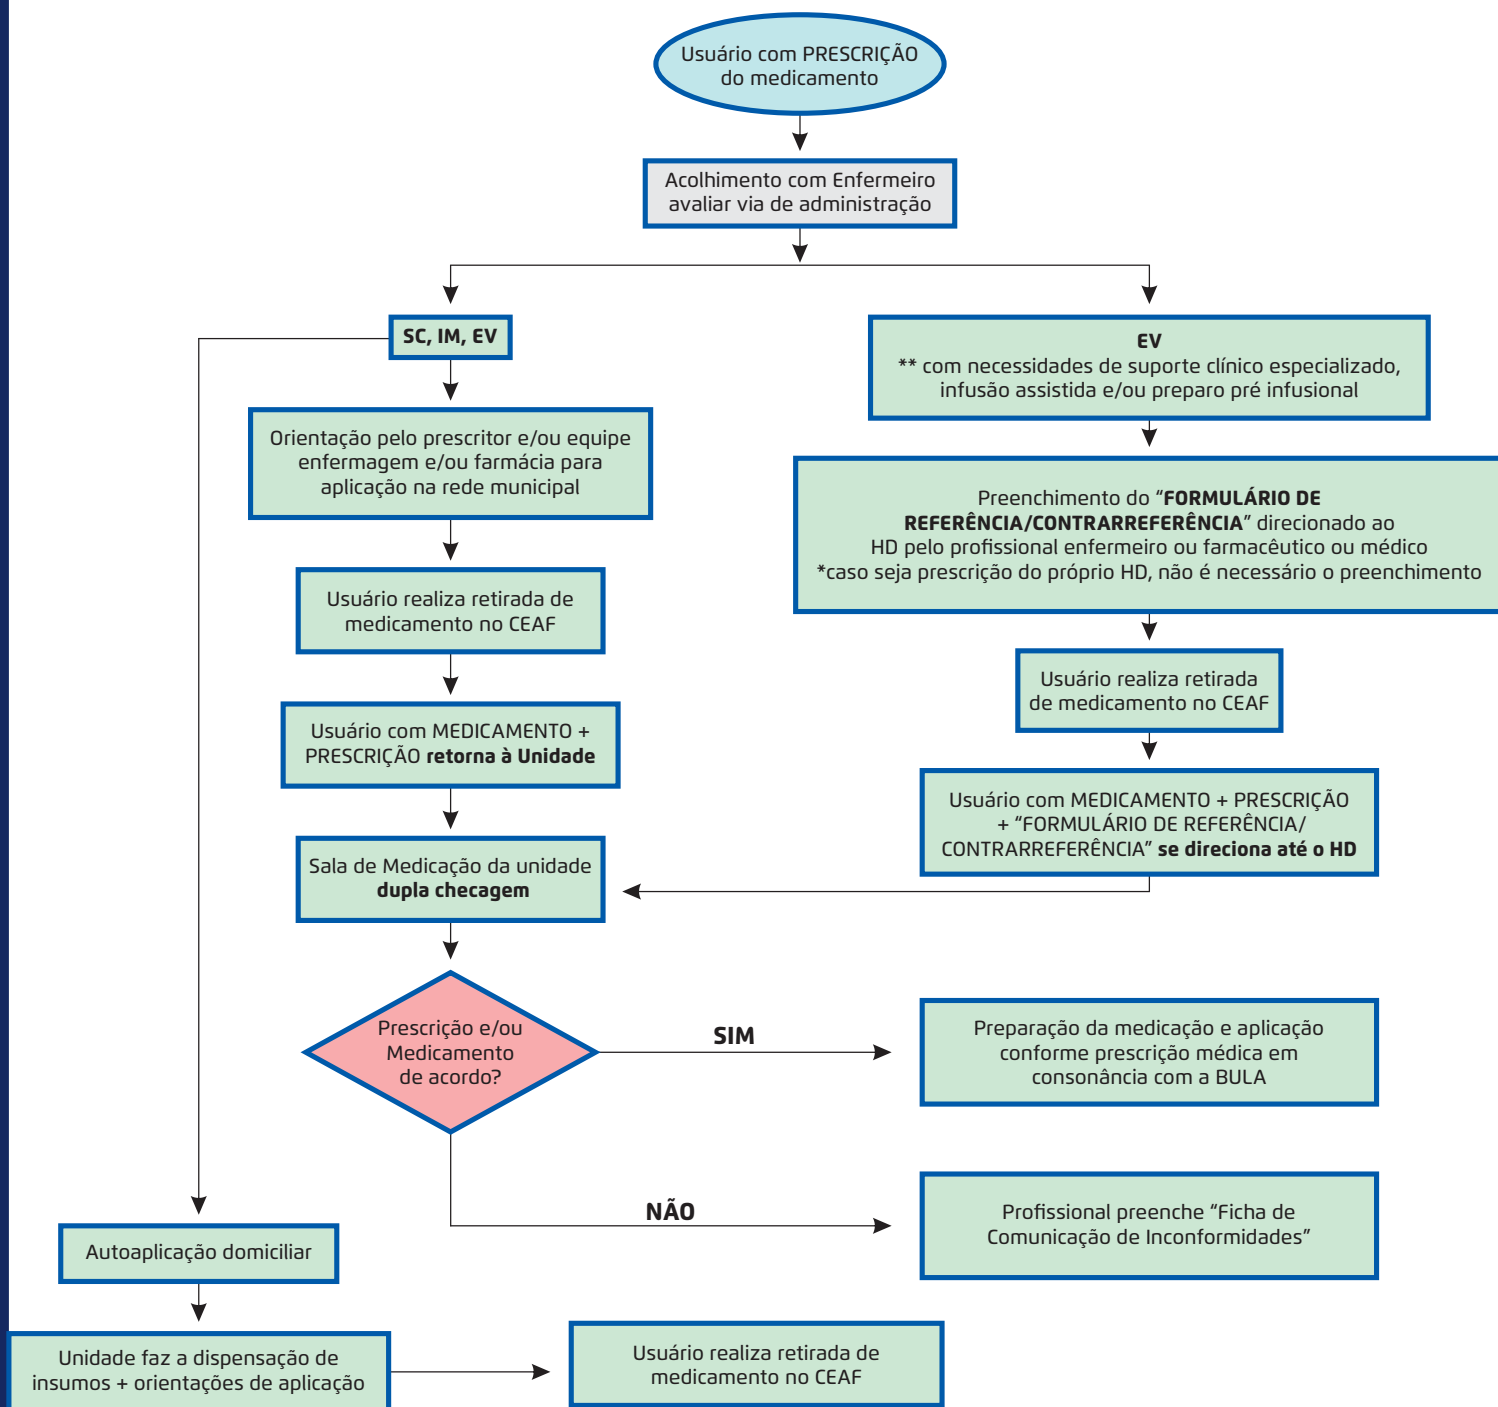 Usuário com PRESCRIÇÃO
do medicamento
Acolhimento com Enfermeiro
avaliar via de administração
SC, IM, EV
EV
** com necessidades de suporte clínico especializado,
infusão assistida e/ou preparo pré infusional
Orientação pelo prescritor e/ou equipe
enfermagem e/ou farmácia para
aplicação na rede municipal
Preenchimento do “FORMULÁRIO DE
REFERÊNCIA/CONTRARREFERÊNCIA” direcionado ao
HD pelo profissional enfermeiro ou farmacêutico ou médico
*caso seja prescrição do próprio HD, não é necessário o preenchimento
Usuário realiza retirada de
medicamento no CEAF
Usuário realiza retirada
de medicamento no CEAF
Usuário com MEDICAMENTO +
PRESCRIÇÃO retorna à Unidade
Usuário com MEDICAMENTO + PRESCRIÇÃO
+ “FORMULÁRIO DE REFERÊNCIA/
CONTRARREFERÊNCIA” se direciona até o HD
Sala de Medicação da unidade
dupla checagem
Prescrição e/ou
Medicamento
de acordo?
SIM
Preparação da medicação e aplicação
conforme prescrição médica em
consonância com a BULA
NÃO
Profissional preenche “Ficha de
Comunicação de Inconformidades”
Autoaplicação domiciliar
Unidade faz a dispensação de
insumos + orientações de aplicação
Usuário realiza retirada de
medicamento no CEAF